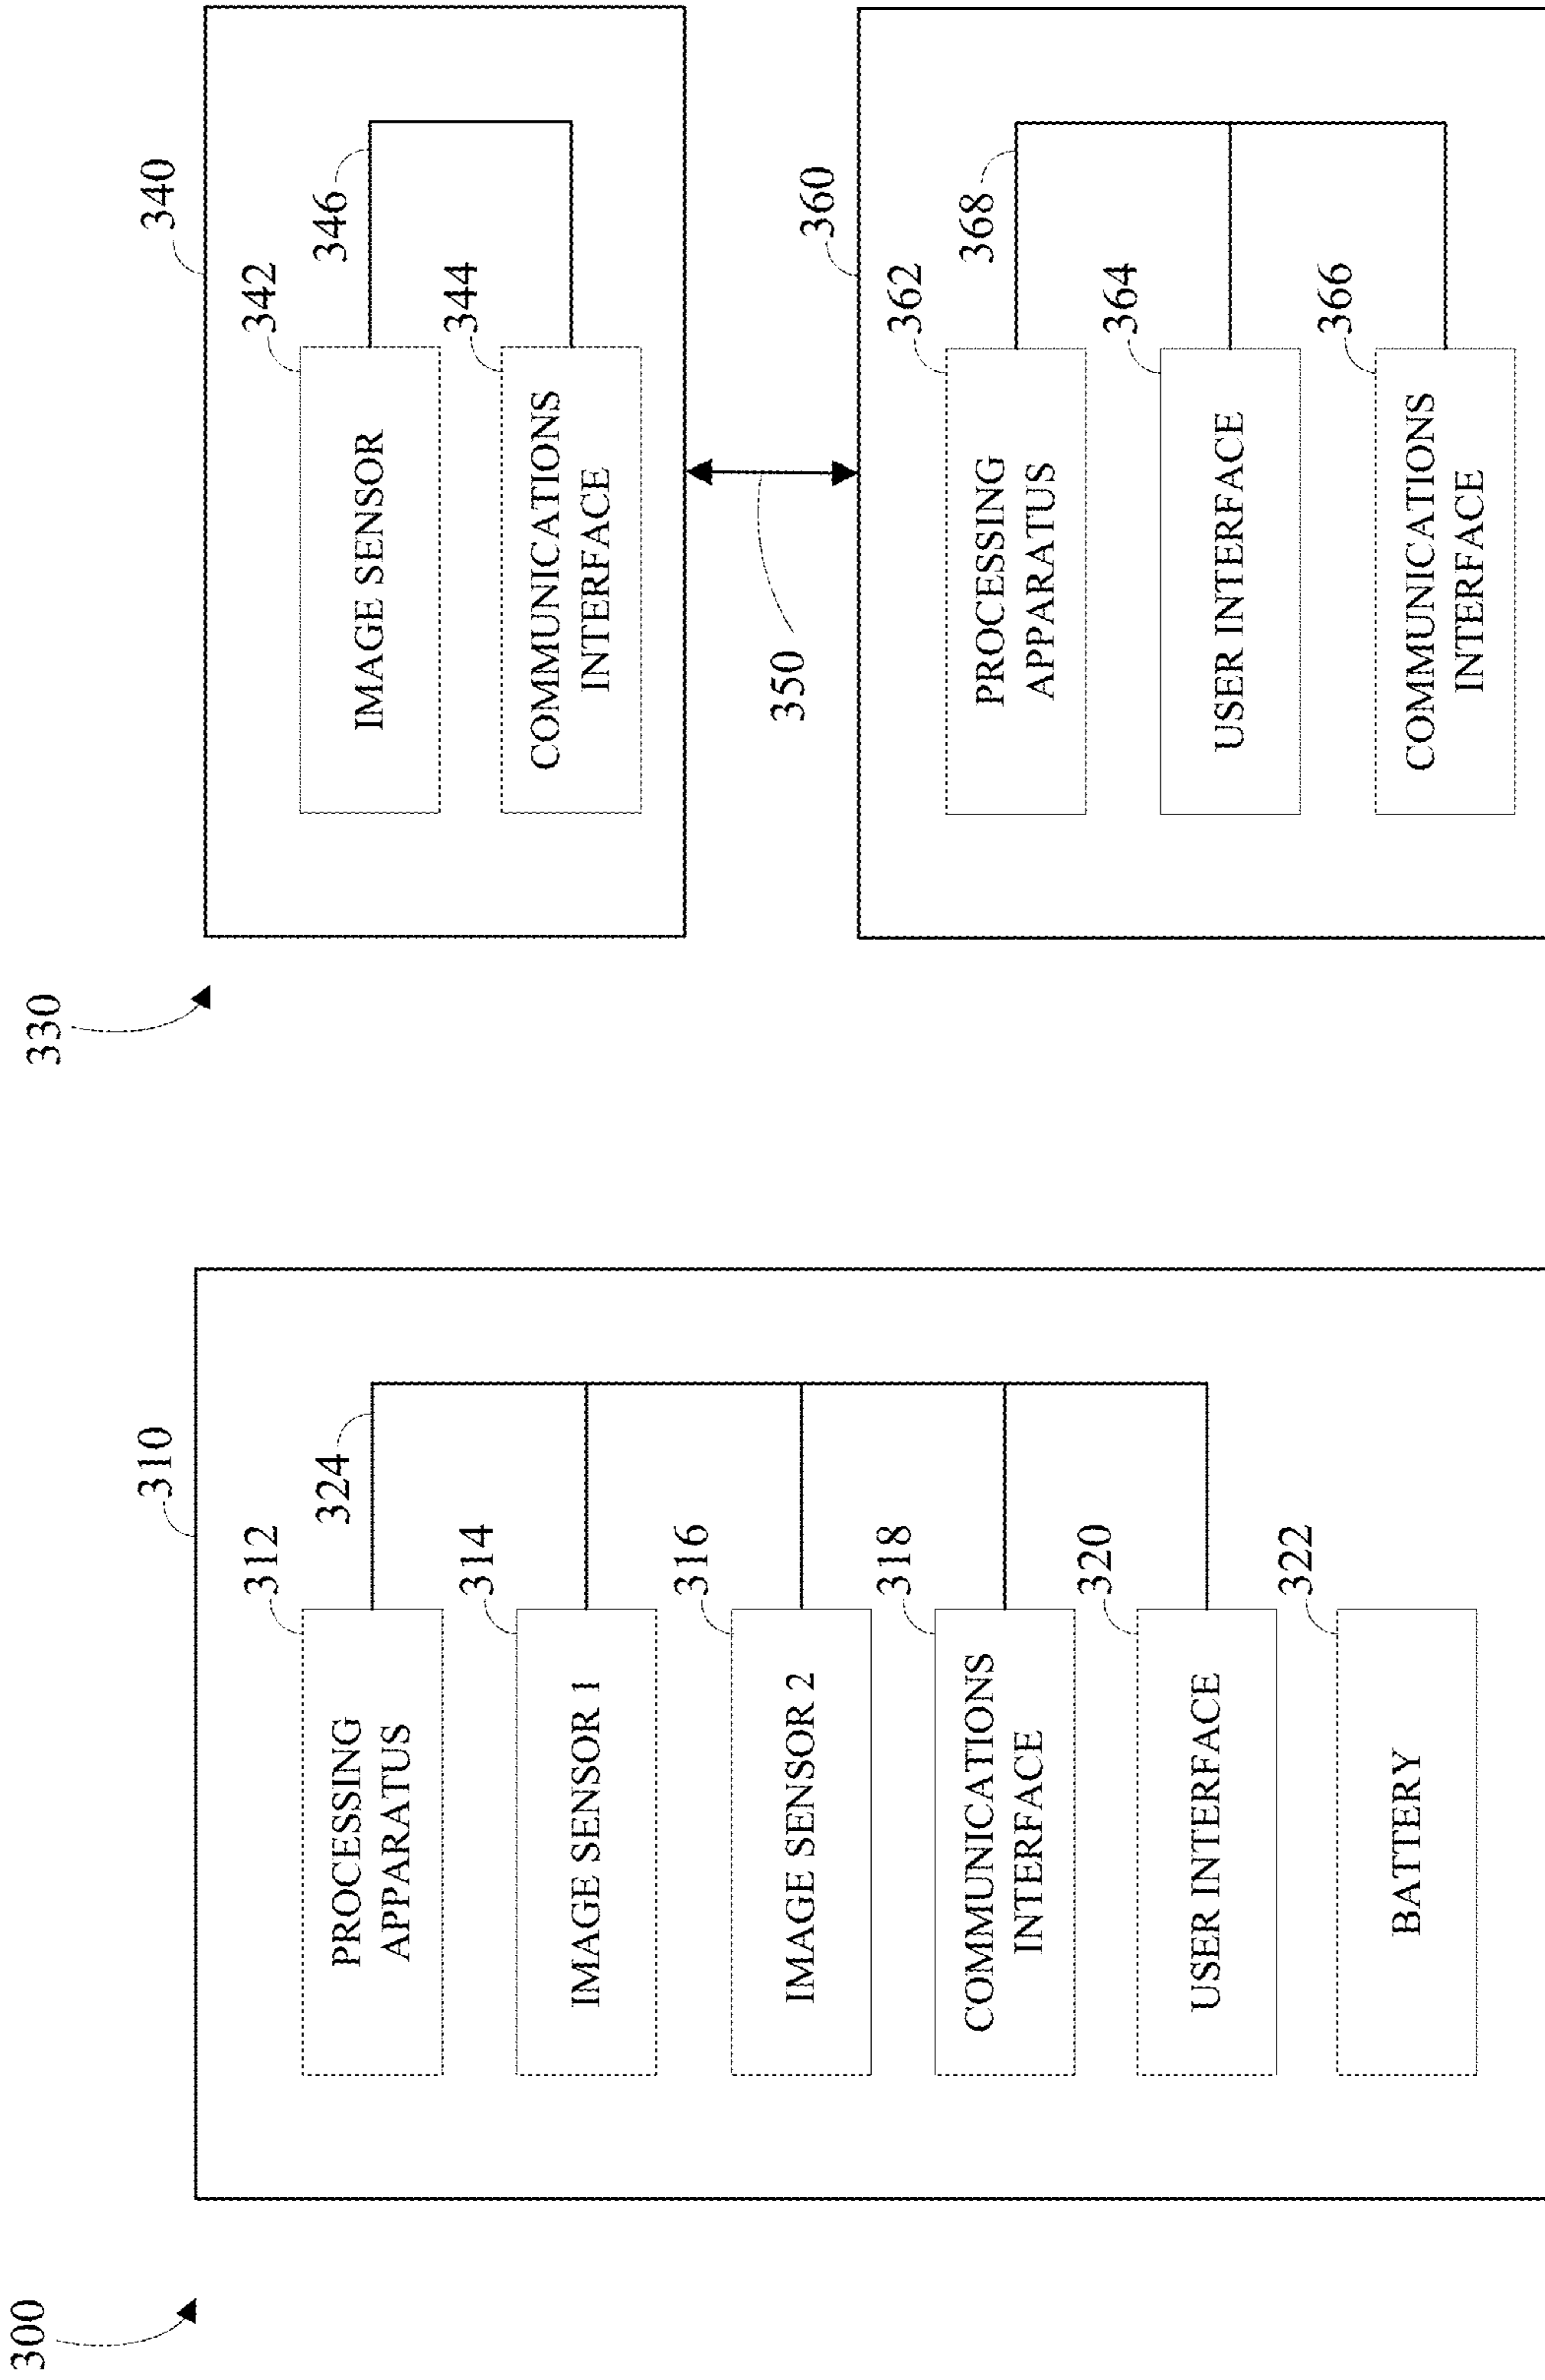 300
310
312
PROCESSING
APPARATUS
324
314
IMAGE SENSOR 1
316
IMAGE SENSOR 2
318
COMMUNICATIONS
INTERFACE
320
USER INTERFACE
322
BATTERY
330
340
342
IMAGE SENSOR
346
344
COMMUNICATIONS
INTERFACE
350
360
362
PROCESSING
APPARATUS
368
364
USER INTERFACE
366
COMMUNICATIONS
INTERFACE